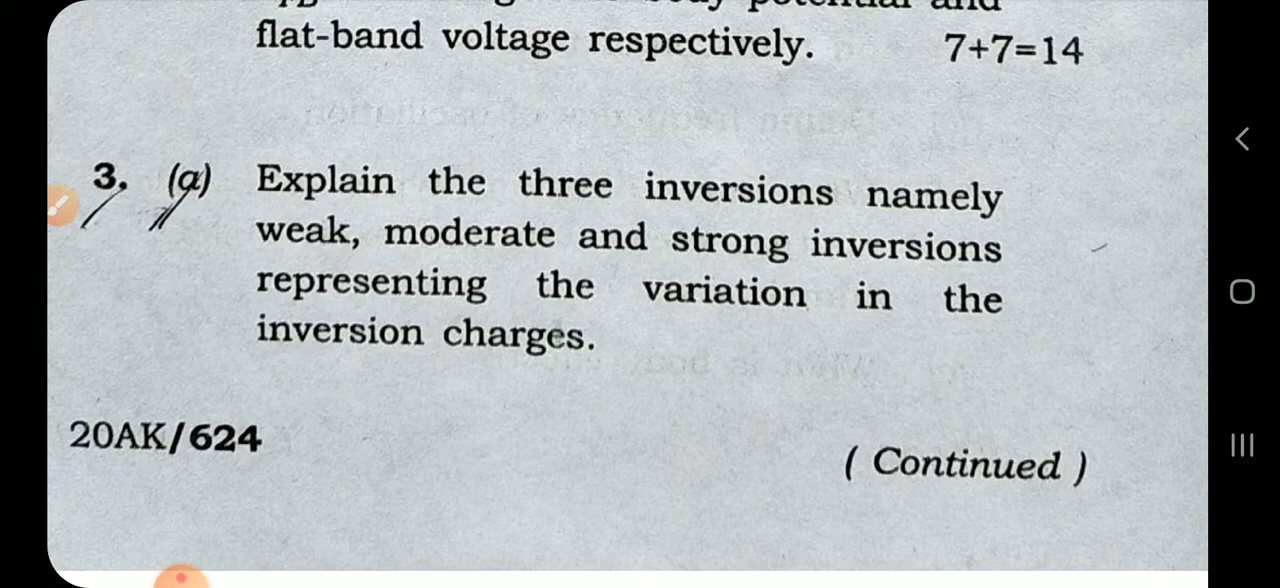 flat-band voltage respectively. 7+7=14
3. (a) Explain the three inversions namely
weak, moderate and strong inversions
representing the variation in the
inversion charges.
20AK/624
( Continued )